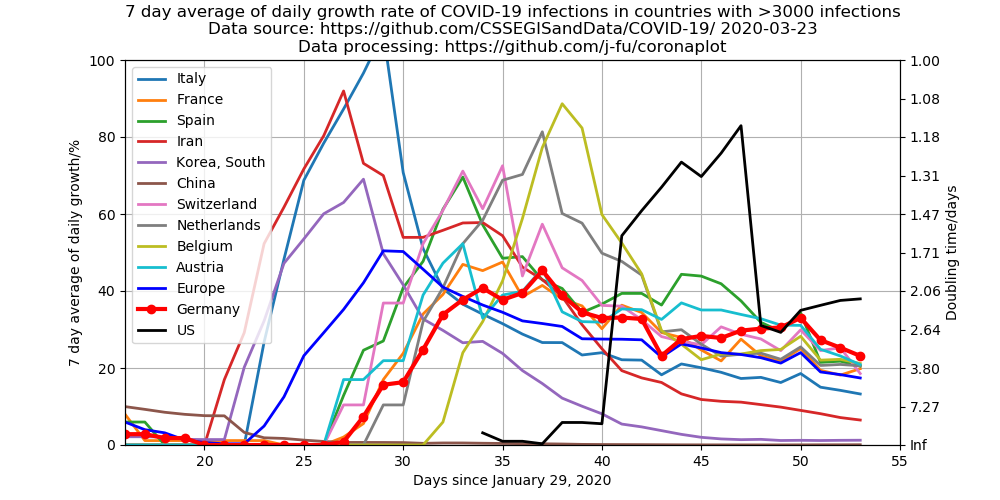 7 day average of daily growth rate of COVID-19 infections in countries with >3000 infections
Data source: https://github.com/CSSEGISandData/COVID-19/ 2020-03-23
Data processing: https://github.com/j-fu/coronaplot
100
80
60
40
20
0
7 day average of daily growth/%
Italy
France
Spain
Iran
Korea, South
China
Switzerland
Netherlands
Belgium
Austria
Europe
Germany
US
1.00
1.08
1.18
1.31
1.47
1.71
2.06
2.64
3.80
7.27
Inf
Doubling time/days
20 25 30 35 40 45 50 55
Days since January 29, 2020